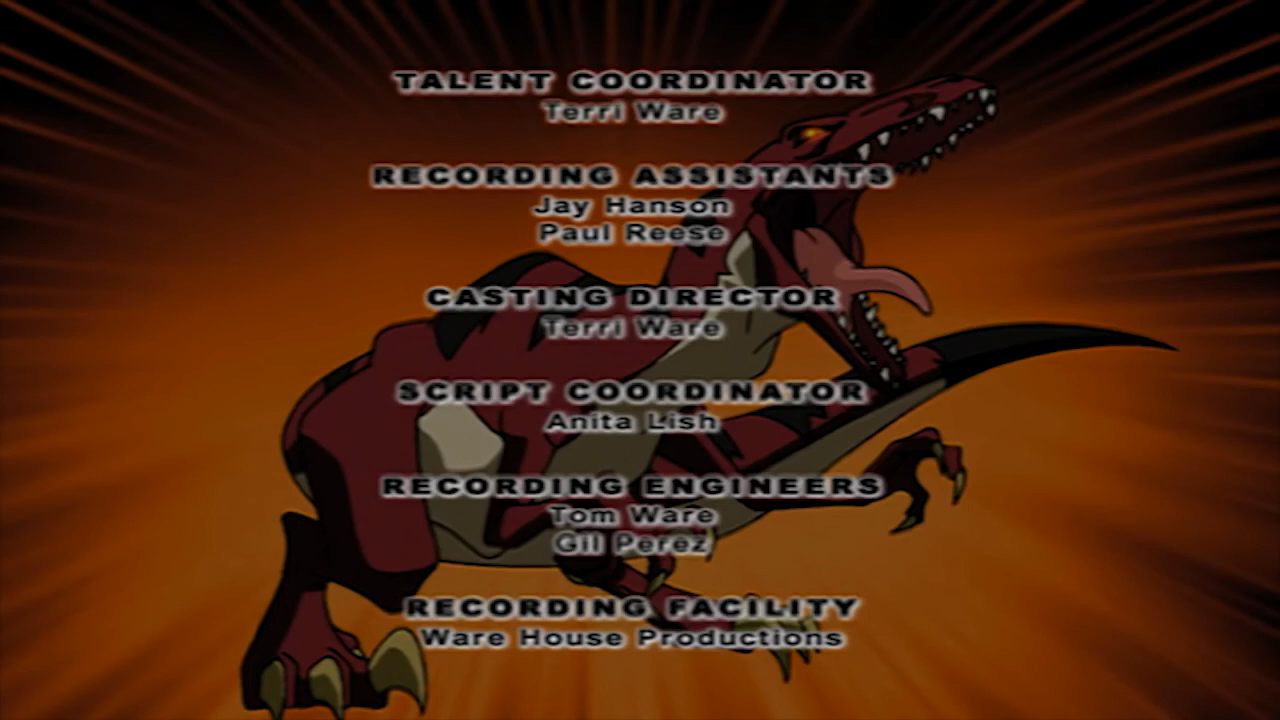 TALENT COORDINATOR
Terri Ware
RECORDING ASSISTANTS
Jay Hanson
Paul Reese
CASTING DIRECTOR
Terri Ware
SCRIPT COORDINATOR
Anita Lish
RECORDING ENGINEERS
Tom Ware
Gil Perez
RECORDING FACILITY
Ware House Productions